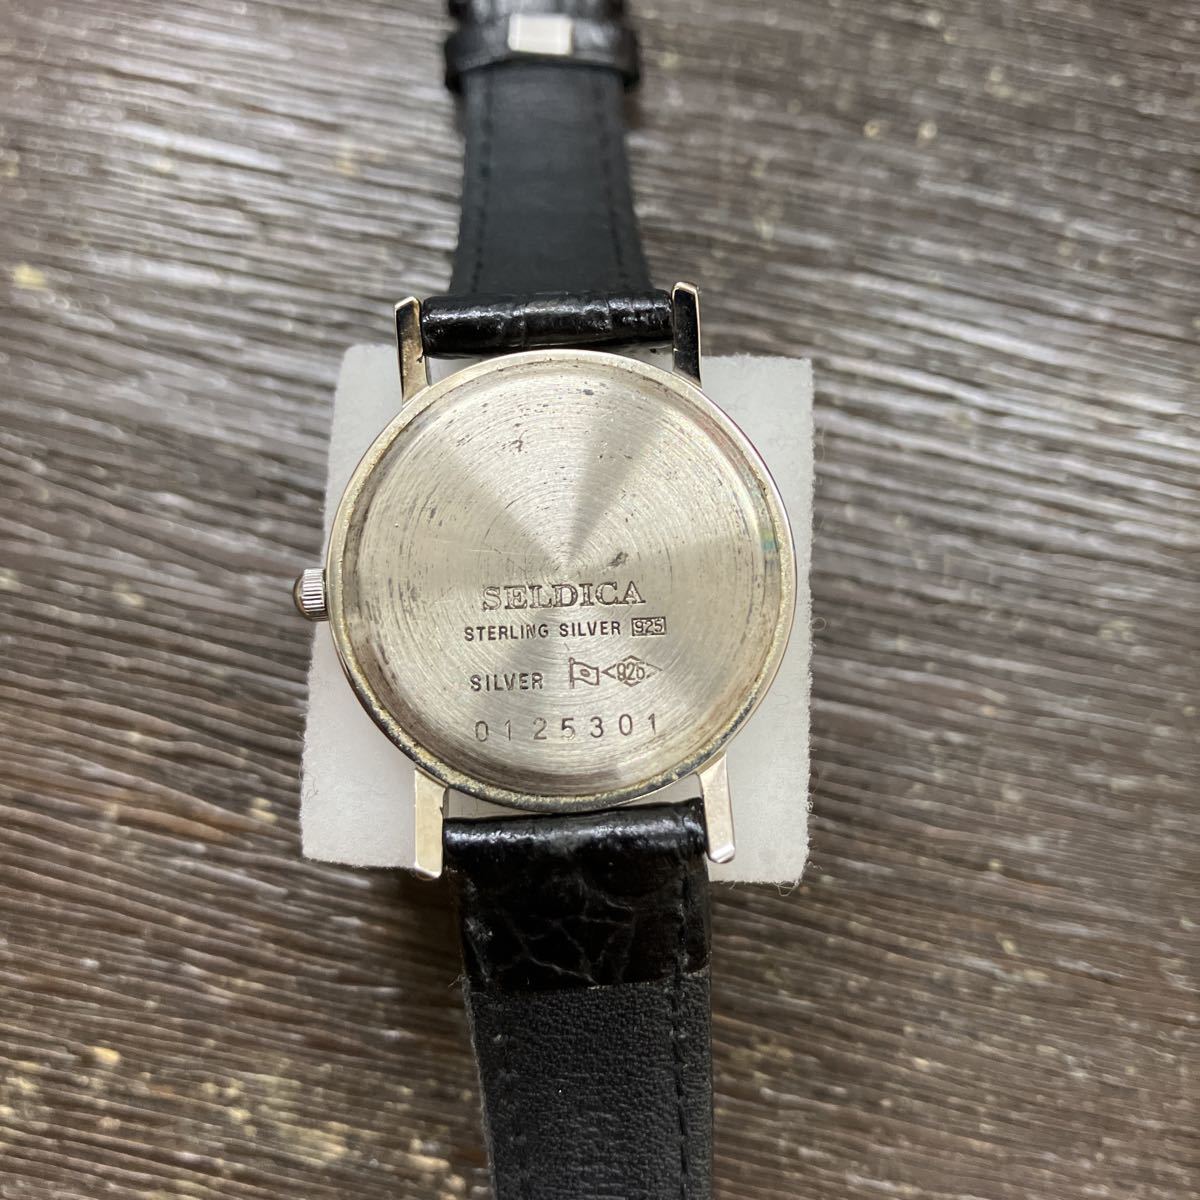 SELDICA
STERLING SILVER 925
SILVER 925
0125301